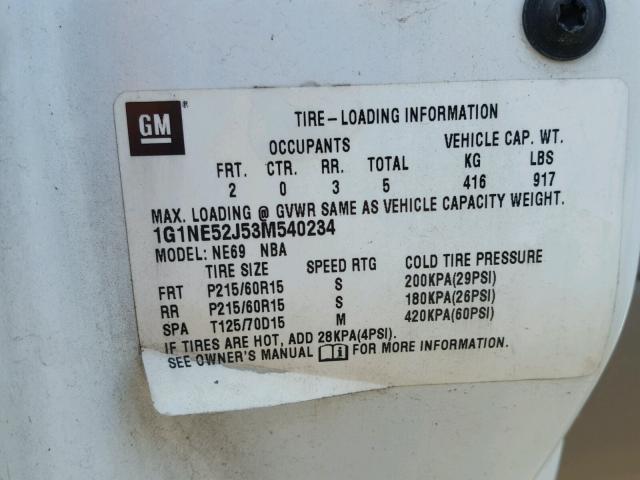 GM
TIRE-LOADING INFORMATION
OCCUPANTS VEHICLE CAP. WT.
FRT. CTR. RR. TOTAL KG LBS
2 0 3 5 416 917
MAX. LOADING @ GVWR SAME AS VEHICLE CAPACITY WEIGHT.
1G1NE52J53M540234
MODEL: NE69 NBA
TIRE SIZE SPEED RTG COLD TIRE PRESSURE
FRT P215/60R15 S 200KPA(29PSI)
RR P215/60R15 S 180KPA(26PSI)
SPA T125/70D15 M 420KPA(60PSI)
IF TIRES ARE HOT, ADD 28KPA(4PSI).
SEE OWNER'S MANUAL FOR MORE INFORMATION.